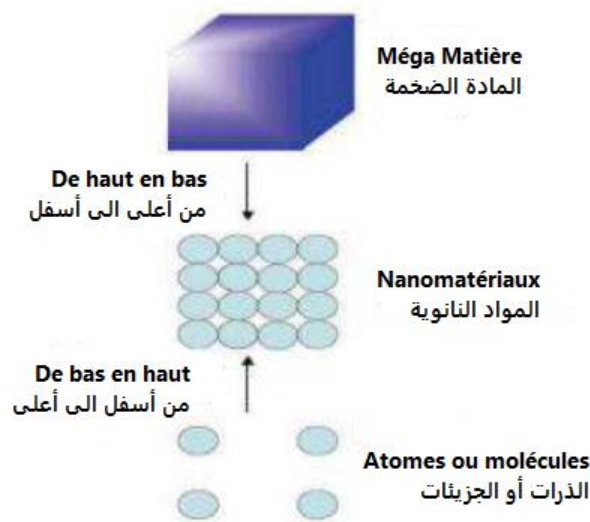 Méga Matière
المادة الضخمة
De haut en bas
من أعلى الى أسفل
Nanomatériaux
المواد النانوية
De bas en haut
من أسفل الى أعلى
Atomes ou molécules
الذرات أو الجزيئات